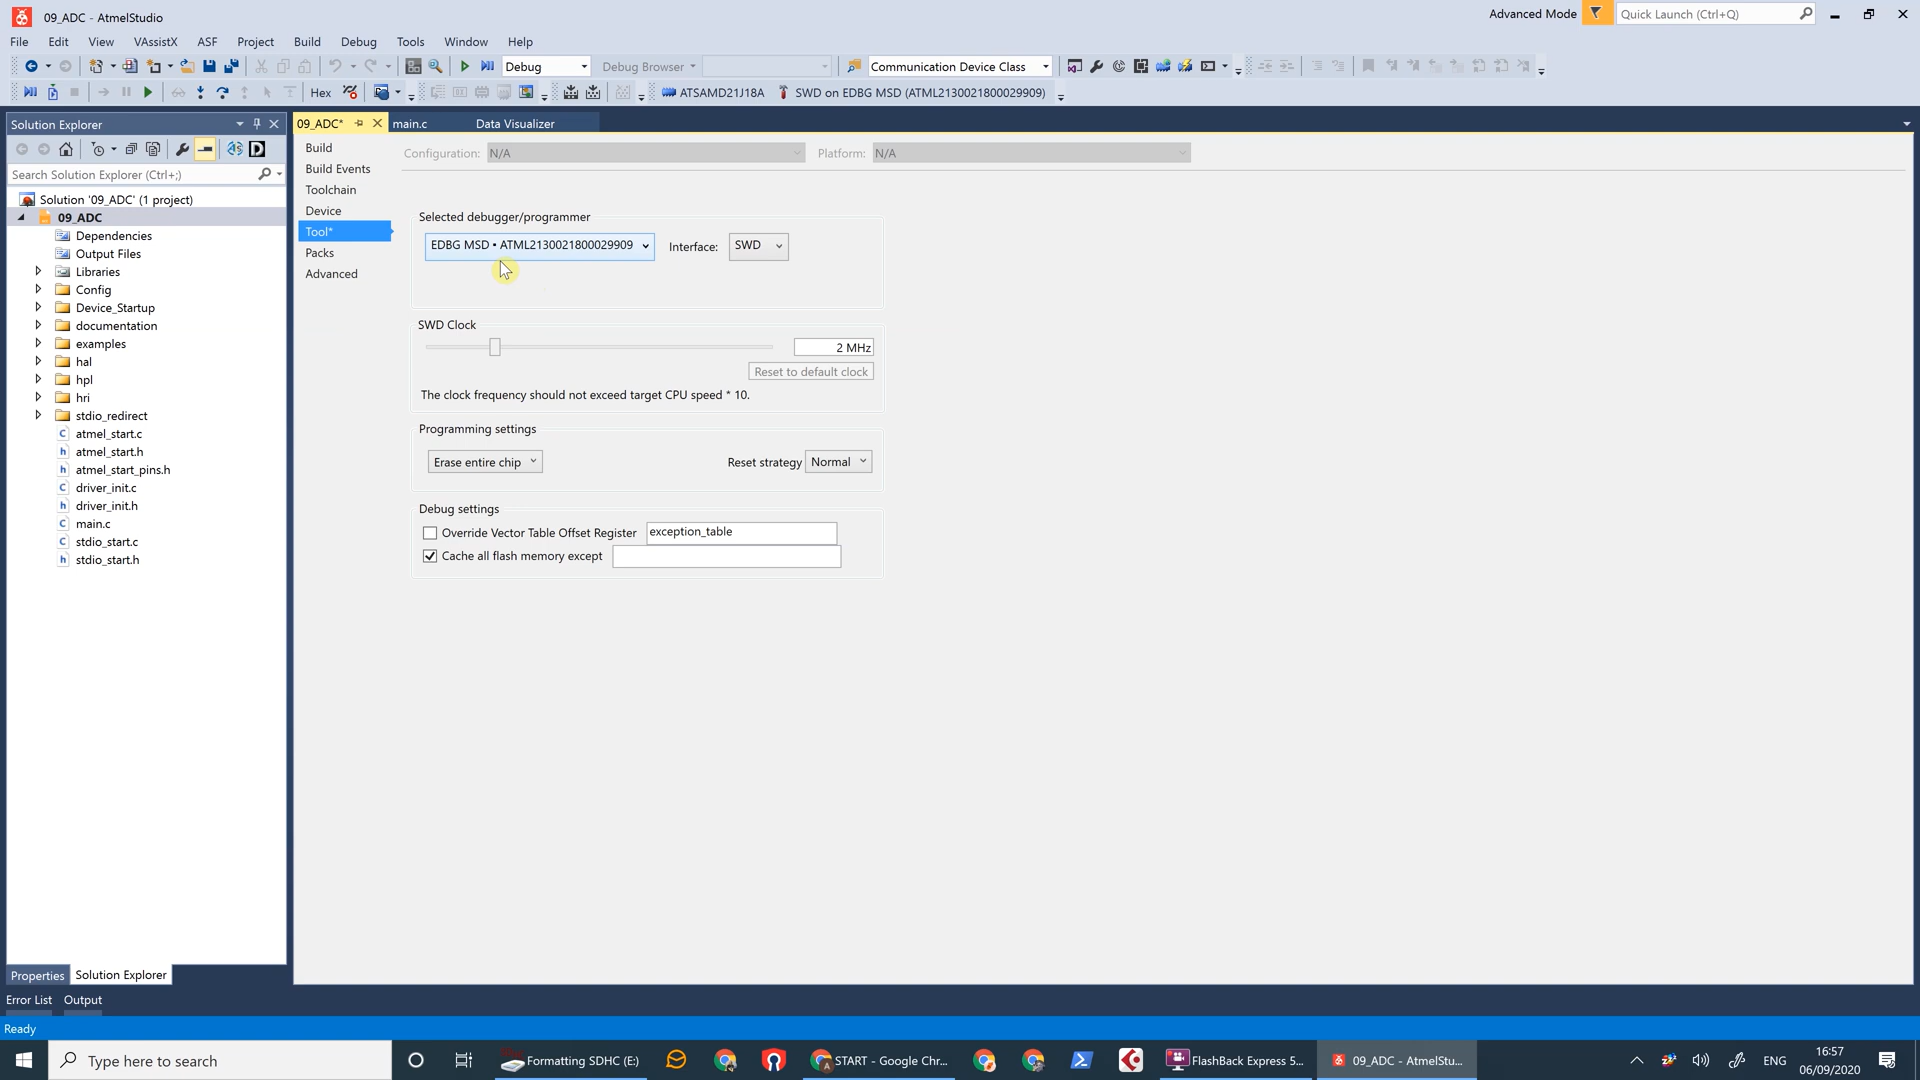 09_ADC - AtmelStudio
Advanced Mode
Quick Launch (Ctrl+Q)
File Edit View VAssistX ASF Project Build Debug Tools Window Help
Debug Debug Browser Communication Device Class
Hex ATSAMD21J18A SWD on EDBG MSD (ATML2130021800029909)
Solution Explorer
09_ADC* main.c Data Visualizer
Search Solution Explorer (Ctrl+;)
Solution '09_ADC' (1 project)
09_ADC
Dependencies
Output Files
Libraries
Config
Device_Startup
documentation
examples
hal
hpl
hri
stdio_redirect
atmel_start.c
atmel_start.h
atmel_start_pins.h
driver_init.c
driver_init.h
main.c
stdio_start.c
stdio_start.h
Build
Build Events
Toolchain
Device
Tool*
Packs
Advanced
Configuration: N/A Platform: N/A
Selected debugger/programmer
EDBG MSD • ATML2130021800029909 Interface: SWD
SWD Clock
2 MHz
Reset to default clock
The clock frequency should not exceed target CPU speed * 10.
Programming settings
Erase entire chip Reset strategy Normal
Debug settings
Override Vector Table Offset Register exception_table
Cache all flash memory except
Properties Solution Explorer
Error List Output
Ready
Type here to search
Formatting SDHC (E:)
START - Google Chr...
FlashBack Express 5...
09_ADC - AtmelStu...
ENG
16:57
06/09/2020